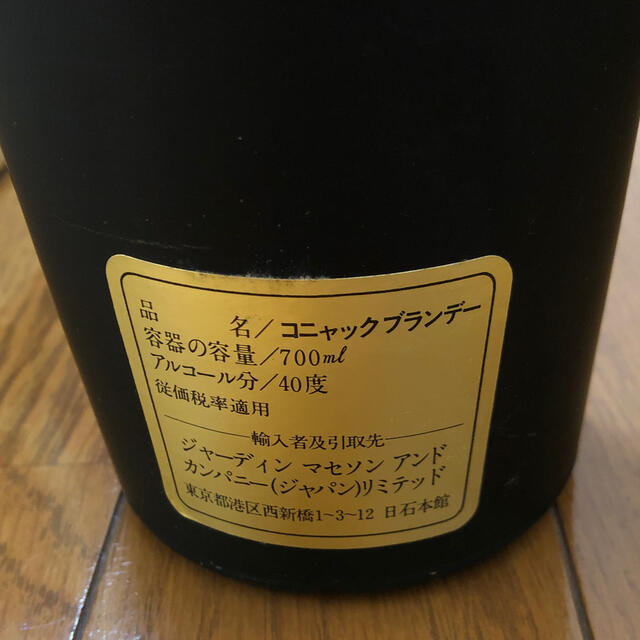 品名/コニャックブランデー
容器の容量/700ml
アルコール分/40度
従価税率適用
輸入者及引取先
ジャーディン マセソン アンド
カンパニー(ジャパン)リミテッド
東京都港区西新橋1~3~12 日石本館